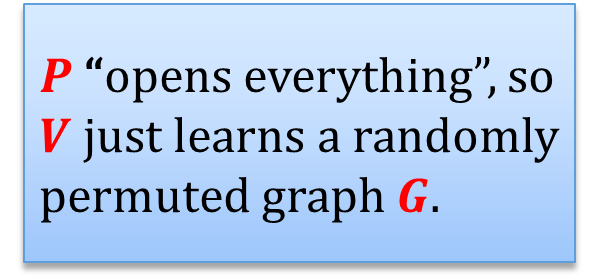 P “opens everything”, so
V just learns a randomly
permuted graph G.